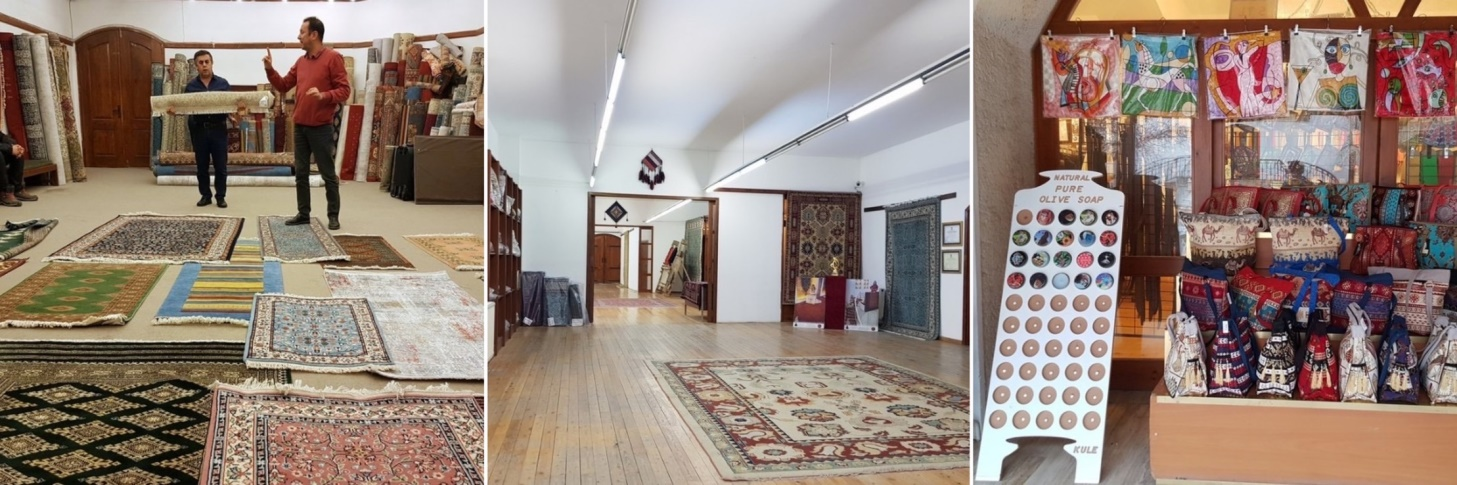 NATURAL
PURE
OLIVE SOAP
KULE